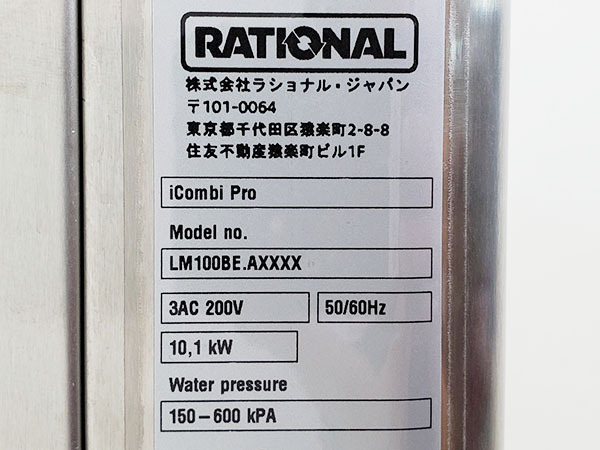 RATIONAL
株式会社ラショナル・ジャパン
〒101-0064
東京都千代田区猿楽町2-8-8
住友不動産猿楽町ビル1F
iCombi Pro
Model no.
LM100BE.AXXXX
3AC 200V 50/60Hz
10,1 kW
Water pressure
150–600 kPA